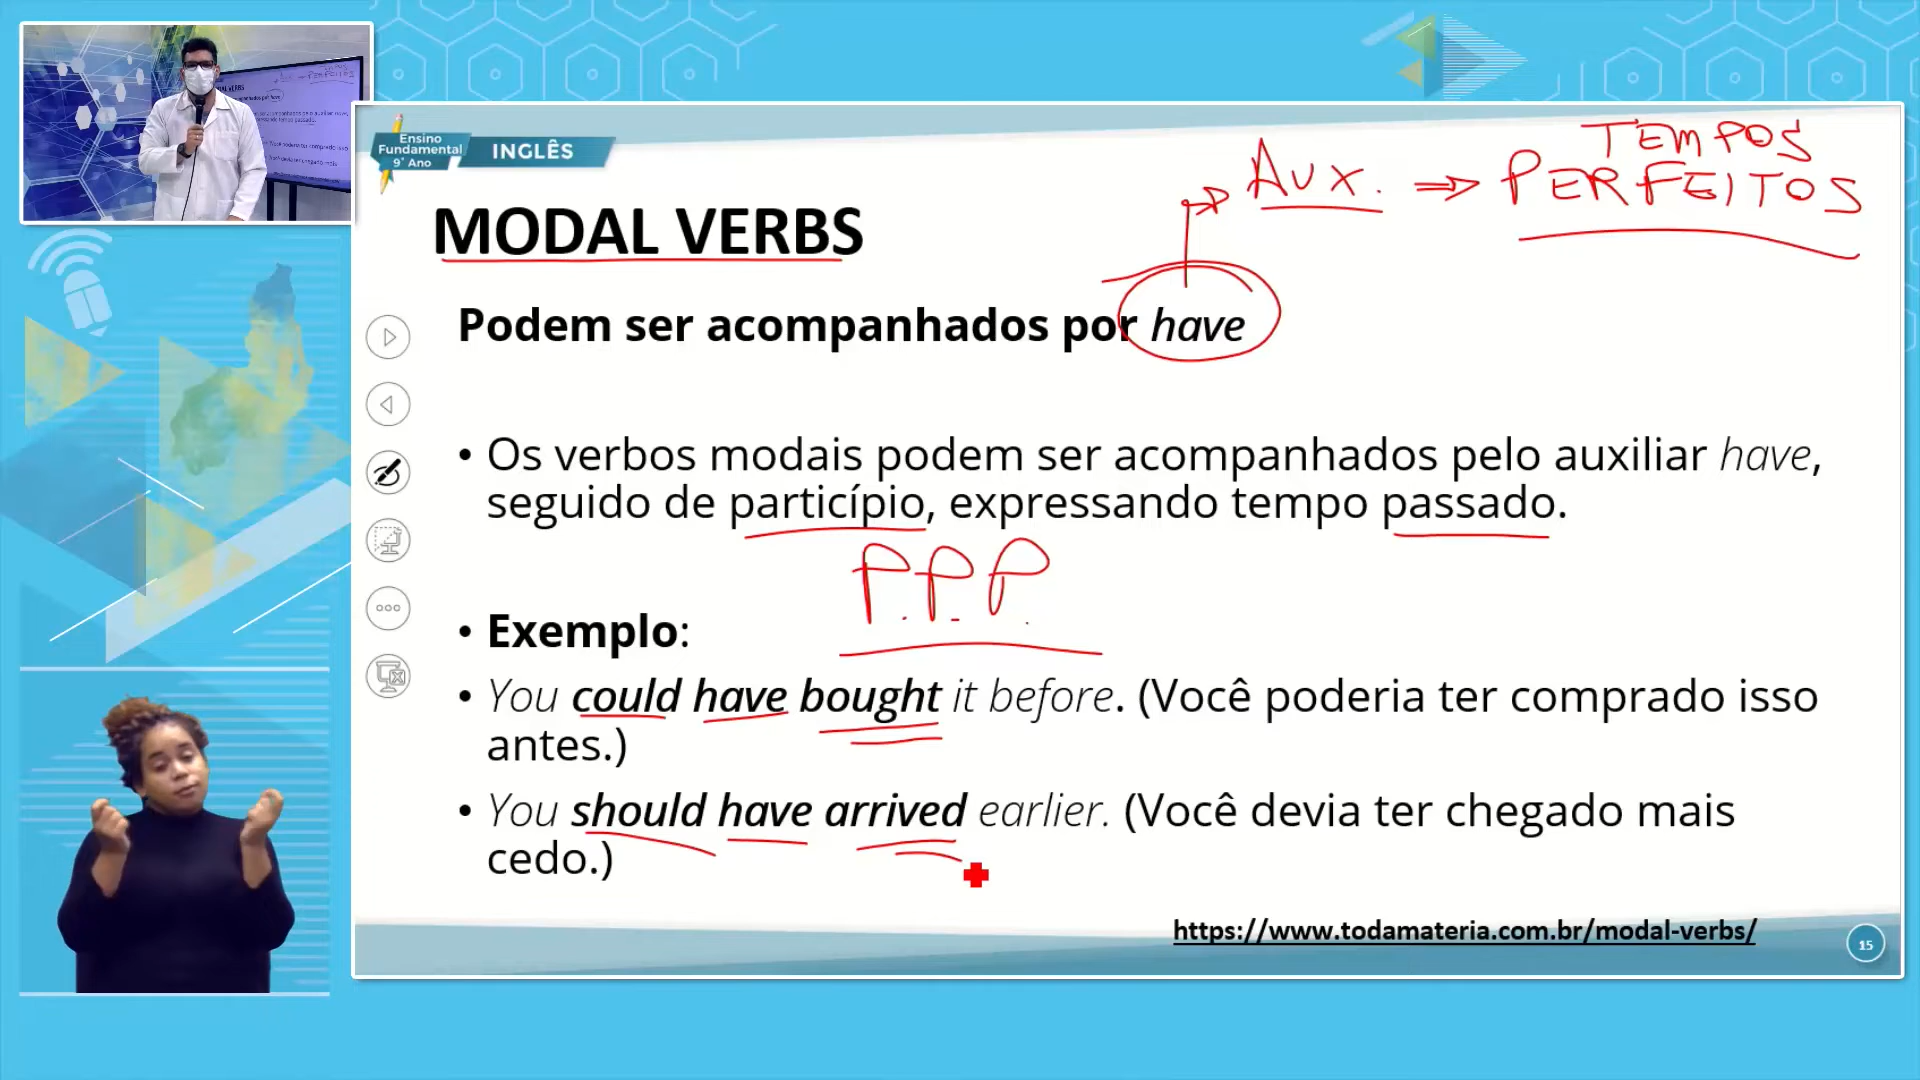 Ensino
Fundamental
9° Ano
INGLÊS
AUX. ⇒ TEMPOS
PERFEITOS
MODAL VERBS
Podem ser acompanhados por have
• Os verbos modais podem ser acompanhados pelo auxiliar have,
seguido de particípio, expressando tempo passado.
P.P.P
• Exemplo:
• You could have bought it before. (Você poderia ter comprado isso
antes.)
• You should have arrived earlier. (Você devia ter chegado mais
cedo.)
https://www.todamateria.com.br/modal-verbs/
15